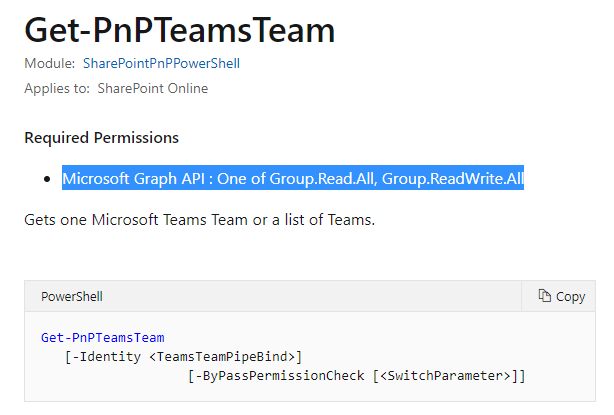 Get-PnPTeamsTeam
Module: SharePointPnPPowerShell
Applies to: SharePoint Online
Required Permissions
• Microsoft Graph API : One of Group.Read.All, Group.ReadWrite.All
Gets one Microsoft Teams Team or a list of Teams.
PowerShell Copy
Get-PnPTeamsTeam
[-Identity <TeamsTeamPipeBind>]
[-ByPassPermissionCheck [<SwitchParameter>]]